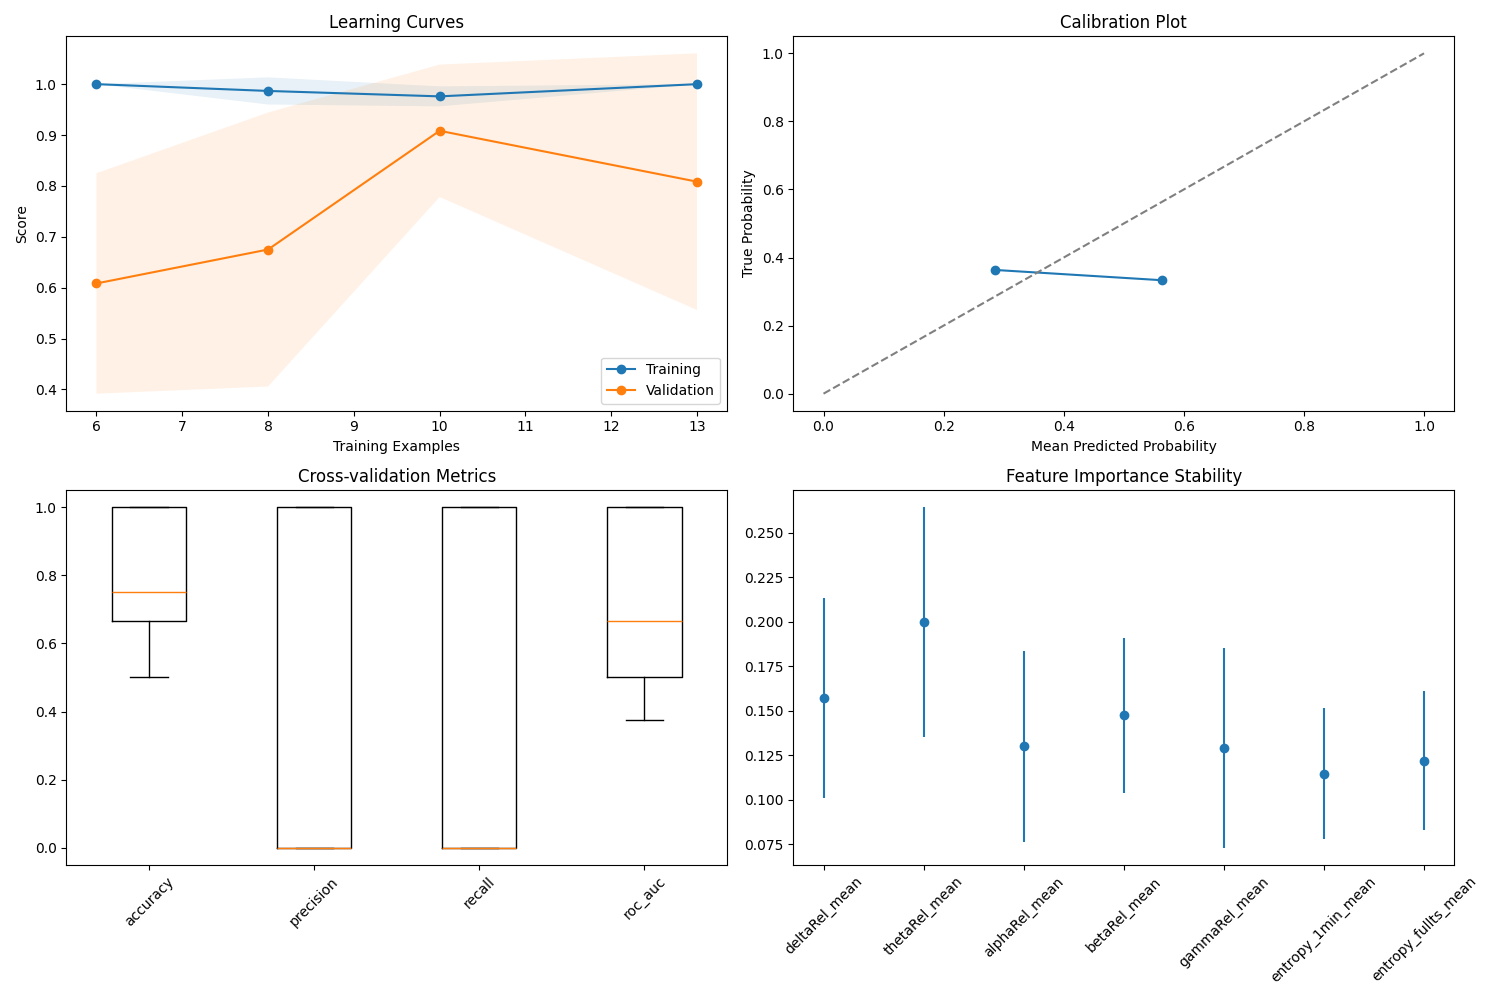 Learning Curves
Score
1.0
0.9
0.8
0.7
0.6
0.5
0.4
6 7 8 9 10 11 12 13
Training Examples
Training
Validation
Calibration Plot
True Probability
1.0
0.8
0.6
0.4
0.2
0.0
0.0 0.2 0.4 0.6 0.8 1.0
Mean Predicted Probability
Cross-validation Metrics
1.0
0.8
0.6
0.4
0.2
0.0
accuracy precision recall roc_auc
Feature Importance Stability
0.250
0.225
0.200
0.175
0.150
0.125
0.100
0.075
deltaRel_mean thetaRel_mean alphaRel_mean betaRel_mean gammaRel_mean entropy_1min_mean entropy_fullts_mean